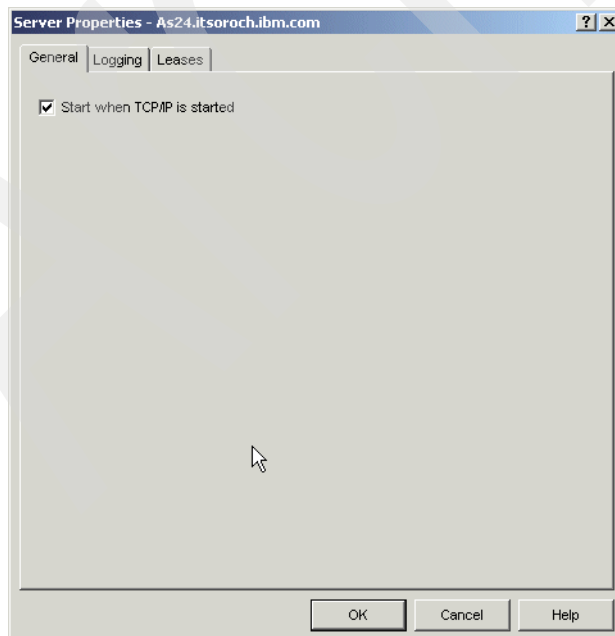 Server Properties - As24.itsoroch.ibm.com
General Logging Leases
Start when TCP/IP is started
OK Cancel Help